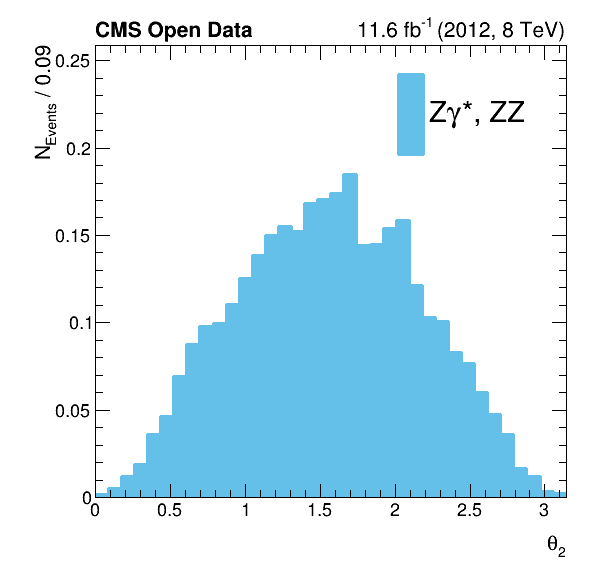 CMS Open Data 11.6 fb⁻¹ (2012, 8 TeV)
N_Events / 0.09
0.25
0.2
0.15
0.1
0.05
0
Zγ*, ZZ
0 0.5 1 1.5 2 2.5 3
θ₂